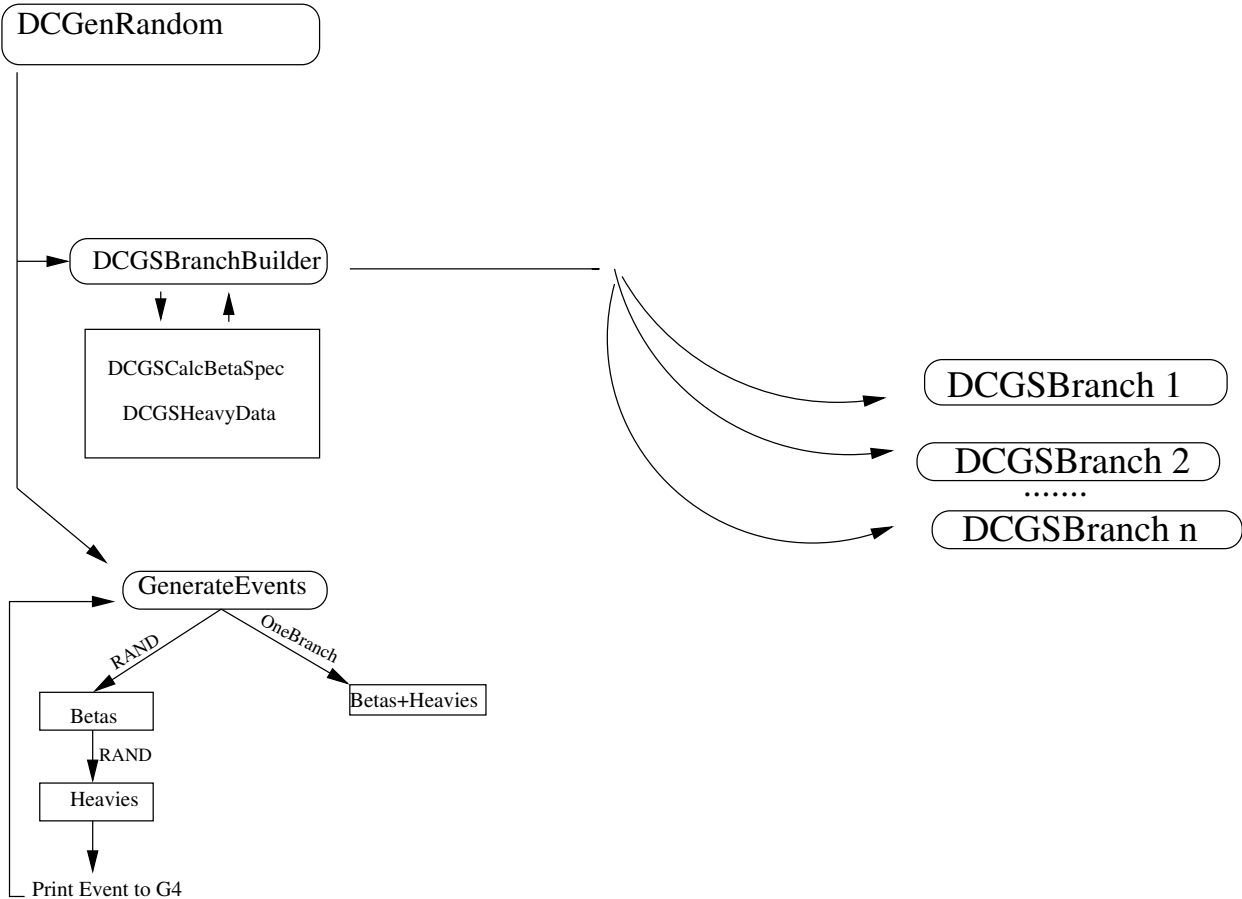 DCGenRandom
DCGSBranchBuilder
DCGSCalcBetaSpec
DCGSHeavyData
DCGSBranch 1
DCGSBranch 2
.......
DCGSBranch n
GenerateEvents
RAND
OneBranch
Betas
Betas+Heavies
RAND
Heavies
Print Event to G4